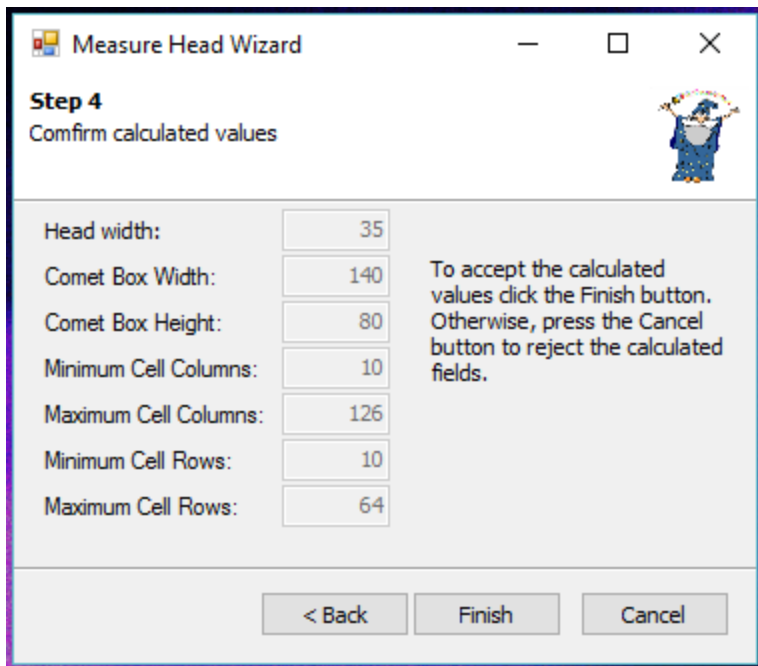 Measure Head Wizard
Step 4
Comfirm calculated values
Head width: 35
Comet Box Width: 140
Comet Box Height: 80
Minimum Cell Columns: 10
Maximum Cell Columns: 126
Minimum Cell Rows: 10
Maximum Cell Rows: 64
To accept the calculated
values click the Finish button.
Otherwise, press the Cancel
button to reject the calculated
fields.
< Back Finish Cancel